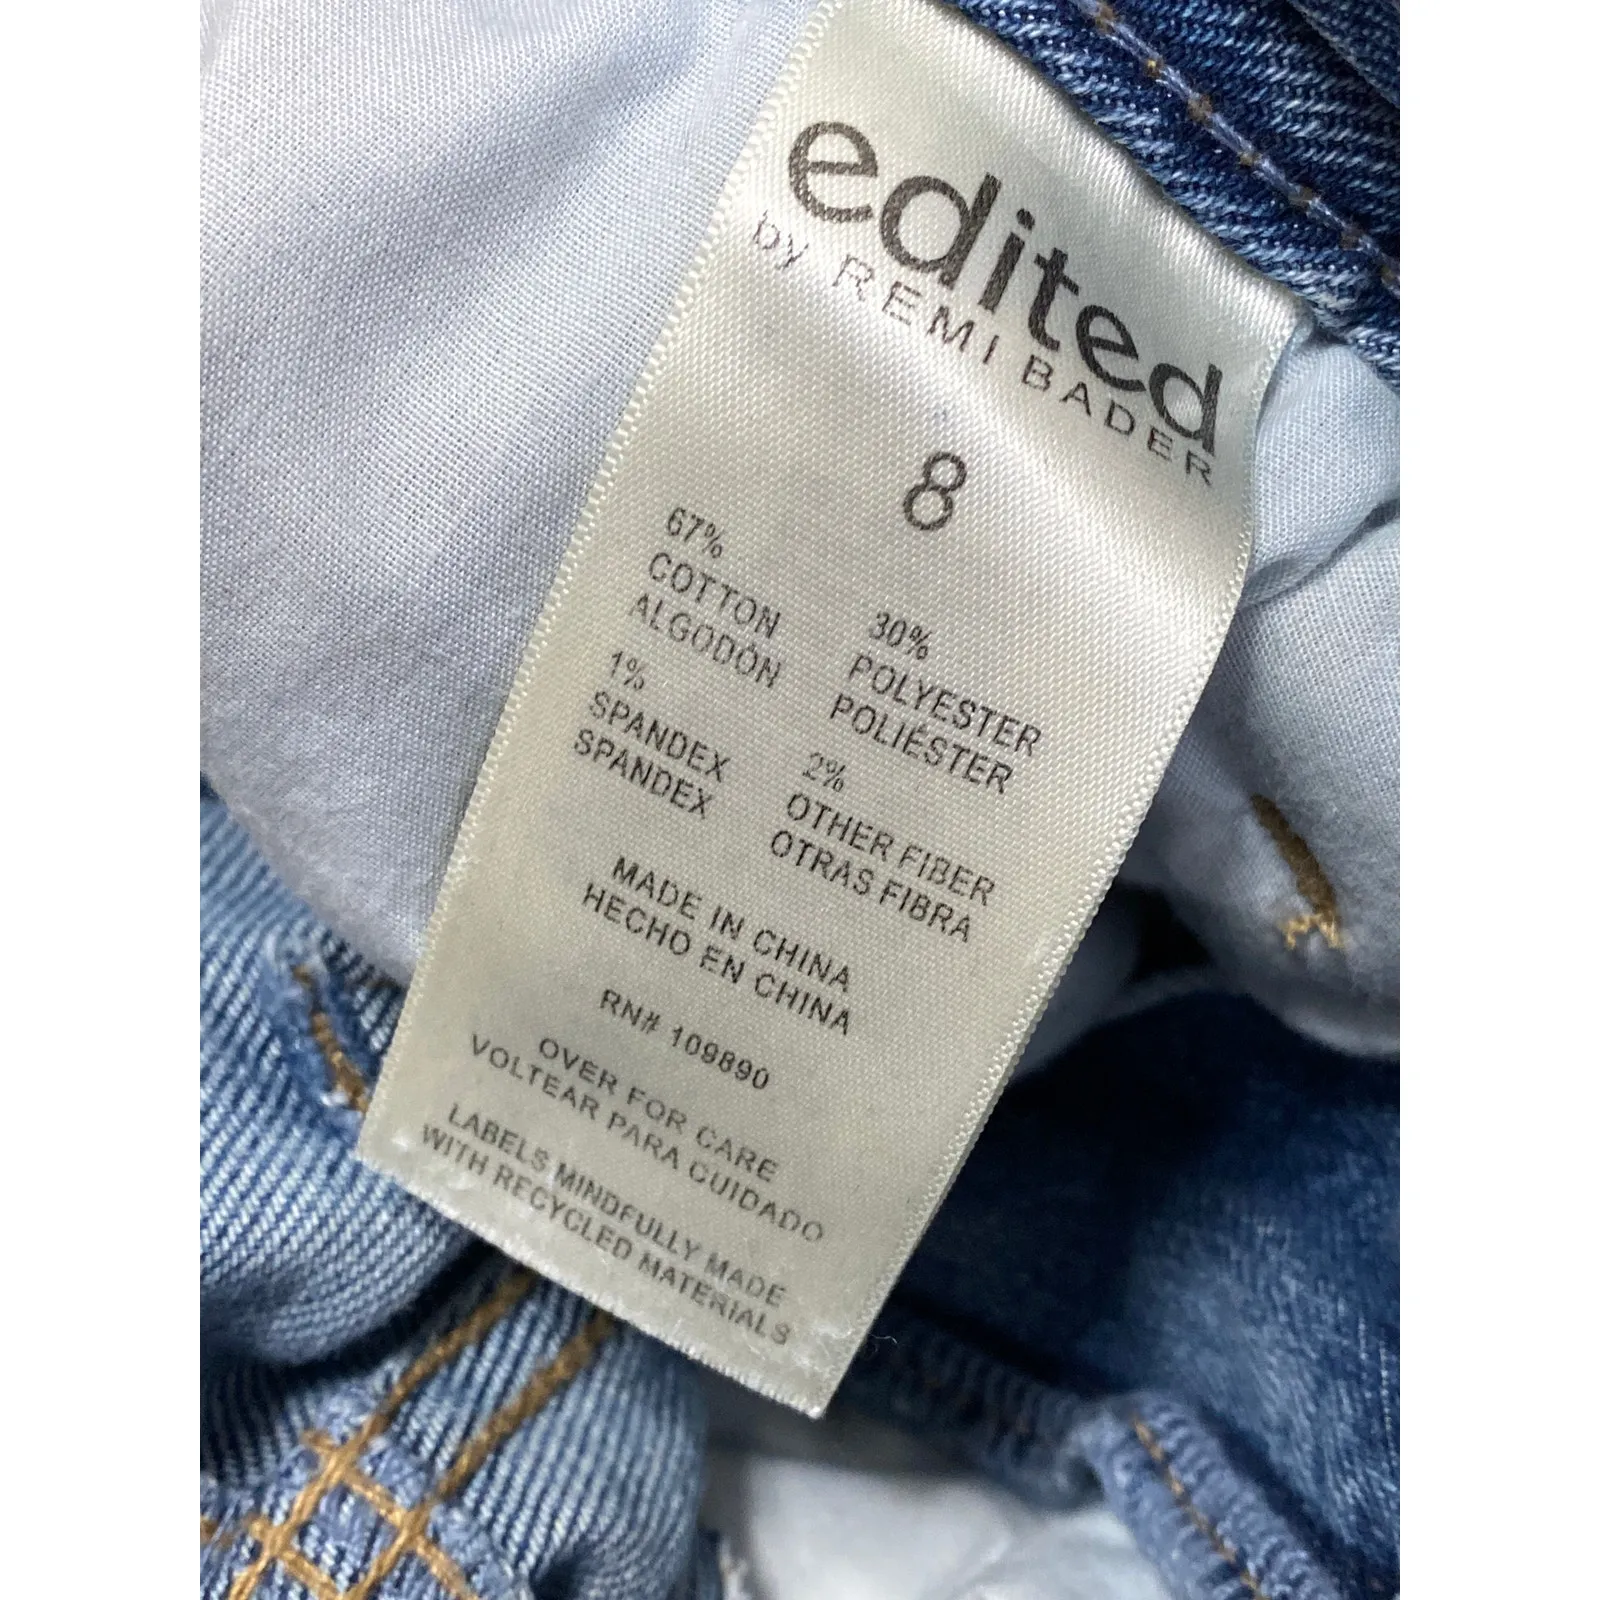 edited
by REMI BADER
8
67%
COTTON
ALGODÓN
30%
POLYESTER
POLIÉSTER
1%
SPANDEX
SPANDEX
2%
OTHER FIBER
OTRAS FIBRA
MADE IN CHINA
HECHO EN CHINA
RN# 109890
OVER FOR CARE
VOLTEAR PARA CUIDADO
LABELS MINDFULLY MADE
WITH RECYCLED MATERIALS